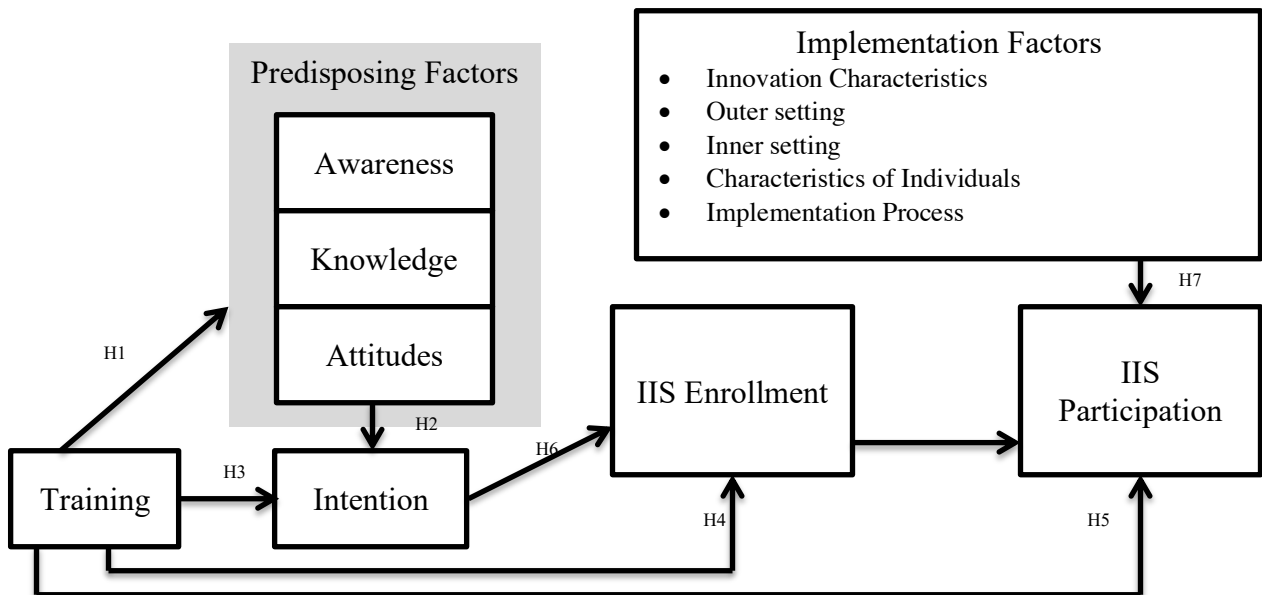 Predisposing Factors
Awareness
Knowledge
Attitudes
Implementation Factors
• Innovation Characteristics
• Outer setting
• Inner setting
• Characteristics of Individuals
• Implementation Process
H7
H1
H2
IIS Enrollment
IIS
Participation
H6
H3
Training
Intention
H4
H5